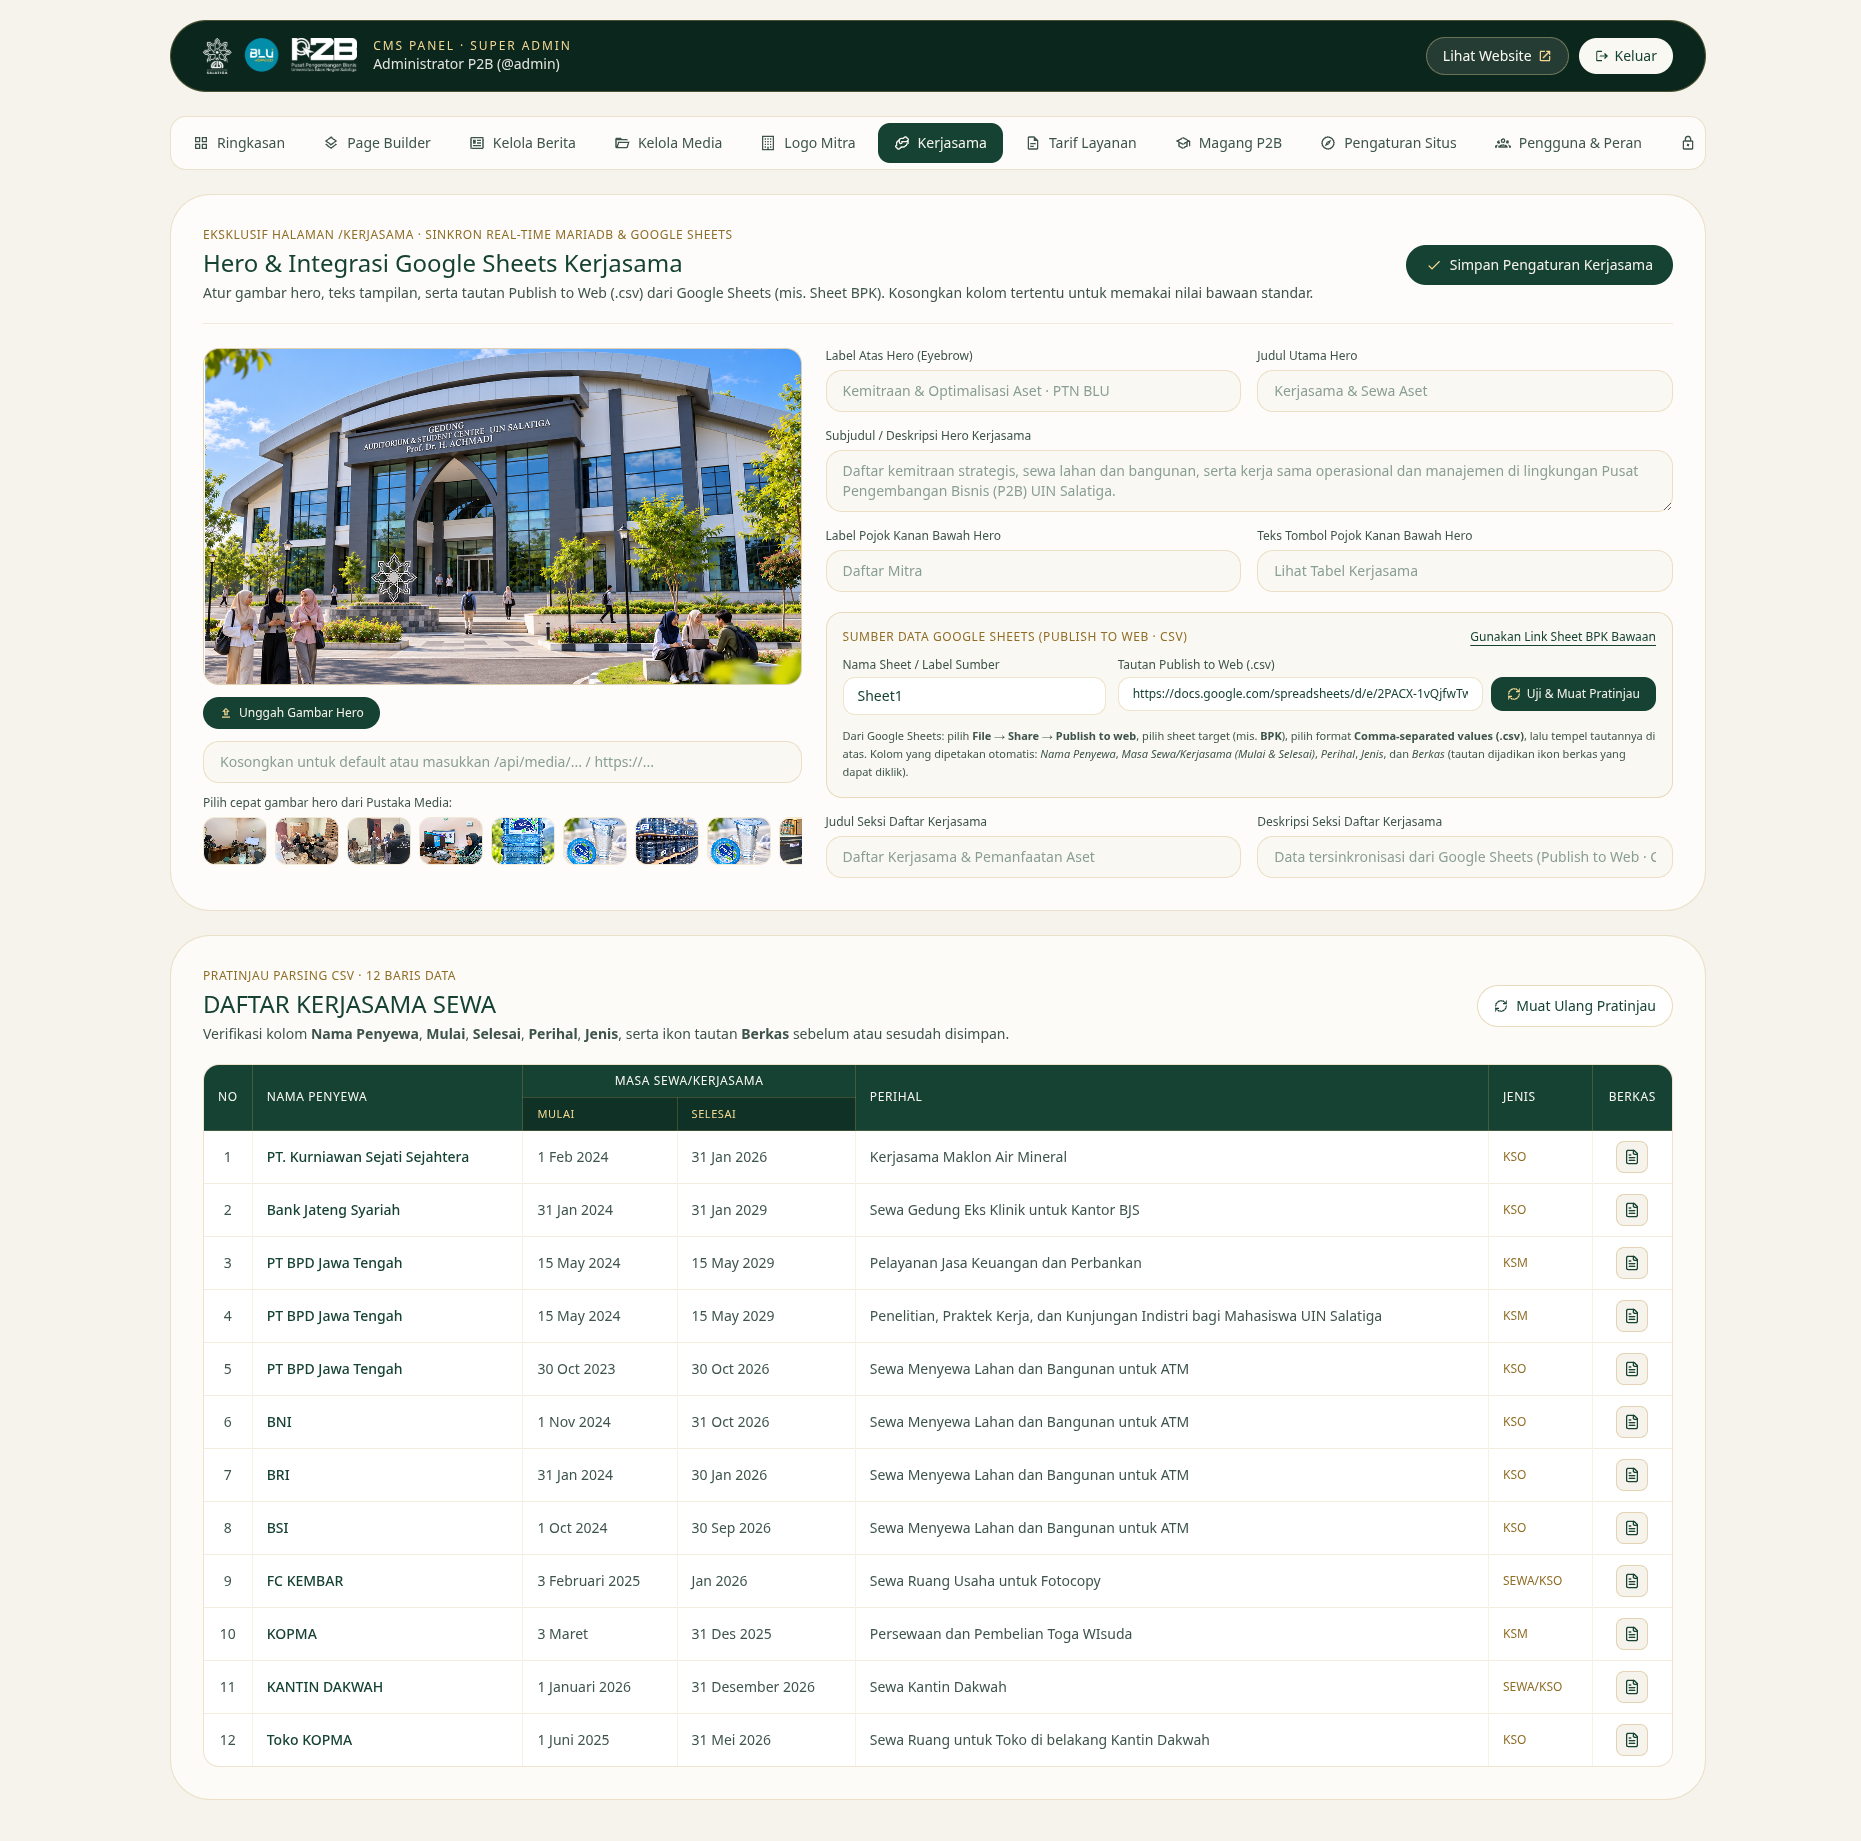 SALATIGA
BLU
P2B
Pusat Pengembangan Bisnis
Universitas Islam Negeri Salatiga
CMS PANEL · SUPER ADMIN
Administrator P2B (@admin)
Lihat Website
Keluar
Ringkasan
Page Builder
Kelola Berita
Kelola Media
Logo Mitra
Kerjasama
Tarif Layanan
Magang P2B
Pengaturan Situs
Pengguna & Peran
EKSKLUSIF HALAMAN /KERJASAMA · SINKRON REAL-TIME MARIADB & GOOGLE SHEETS
Hero & Integrasi Google Sheets Kerjasama
Atur gambar hero, teks tampilan, serta tautan Publish to Web (.csv) dari Google Sheets (mis. Sheet BPK). Kosongkan kolom tertentu untuk memakai nilai bawaan standar.
Simpan Pengaturan Kerjasama
GEDUNG
AUDITORIUM & STUDENT CENTRE UIN SALATIGA
Prof. Dr. H. ACHMADI
Unggah Gambar Hero
Kosongkan untuk default atau masukkan /api/media/... / https://...
Pilih cepat gambar hero dari Pustaka Media:
Label Atas Hero (Eyebrow)
Kemitraan & Optimalisasi Aset · PTN BLU
Judul Utama Hero
Kerjasama & Sewa Aset
Subjudul / Deskripsi Hero Kerjasama
Daftar kemitraan strategis, sewa lahan dan bangunan, serta kerja sama operasional dan manajemen di lingkungan Pusat
Pengembangan Bisnis (P2B) UIN Salatiga.
Label Pojok Kanan Bawah Hero
Daftar Mitra
Teks Tombol Pojok Kanan Bawah Hero
Lihat Tabel Kerjasama
SUMBER DATA GOOGLE SHEETS (PUBLISH TO WEB · CSV)
Gunakan Link Sheet BPK Bawaan
Nama Sheet / Label Sumber
Sheet1
Tautan Publish to Web (.csv)
https://docs.google.com/spreadsheets/d/e/2PACX-1vQjfwTw
Uji & Muat Pratinjau
Dari Google Sheets: pilih File → Share → Publish to web, pilih sheet target (mis. BPK), pilih format Comma-separated values (.csv), lalu tempel tautannya di
atas. Kolom yang dipetakan otomatis: Nama Penyewa, Masa Sewa/Kerjasama (Mulai & Selesai), Perihal, Jenis, dan Berkas (tautan dijadikan ikon berkas yang
dapat diklik).
Judul Seksi Daftar Kerjasama
Daftar Kerjasama & Pemanfaatan Aset
Deskripsi Seksi Daftar Kerjasama
Data tersinkronisasi dari Google Sheets (Publish to Web · C
PRATINJAU PARSING CSV · 12 BARIS DATA
DAFTAR KERJASAMA SEWA
Verifikasi kolom Nama Penyewa, Mulai, Selesai, Perihal, Jenis, serta ikon tautan Berkas sebelum atau sesudah disimpan.
Muat Ulang Pratinjau
NO NAMA PENYEWA MASA SEWA/KERJASAMA PERIHAL JENIS BERKAS
MULAI SELESAI
1 PT. Kurniawan Sejati Sejahtera 1 Feb 2024 31 Jan 2026 Kerjasama Maklon Air Mineral KSO
2 Bank Jateng Syariah 31 Jan 2024 31 Jan 2029 Sewa Gedung Eks Klinik untuk Kantor BJS KSO
3 PT BPD Jawa Tengah 15 May 2024 15 May 2029 Pelayanan Jasa Keuangan dan Perbankan KSM
4 PT BPD Jawa Tengah 15 May 2024 15 May 2029 Penelitian, Praktek Kerja, dan Kunjungan Indistri bagi Mahasiswa UIN Salatiga KSM
5 PT BPD Jawa Tengah 30 Oct 2023 30 Oct 2026 Sewa Menyewa Lahan dan Bangunan untuk ATM KSO
6 BNI 1 Nov 2024 31 Oct 2026 Sewa Menyewa Lahan dan Bangunan untuk ATM KSO
7 BRI 31 Jan 2024 30 Jan 2026 Sewa Menyewa Lahan dan Bangunan untuk ATM KSO
8 BSI 1 Oct 2024 30 Sep 2026 Sewa Menyewa Lahan dan Bangunan untuk ATM KSO
9 FC KEMBAR 3 Februari 2025 Jan 2026 Sewa Ruang Usaha untuk Fotocopy SEWA/KSO
10 KOPMA 3 Maret 31 Des 2025 Persewaan dan Pembelian Toga WIsuda KSM
11 KANTIN DAKWAH 1 Januari 2026 31 Desember 2026 Sewa Kantin Dakwah SEWA/KSO
12 Toko KOPMA 1 Juni 2025 31 Mei 2026 Sewa Ruang untuk Toko di belakang Kantin Dakwah KSO